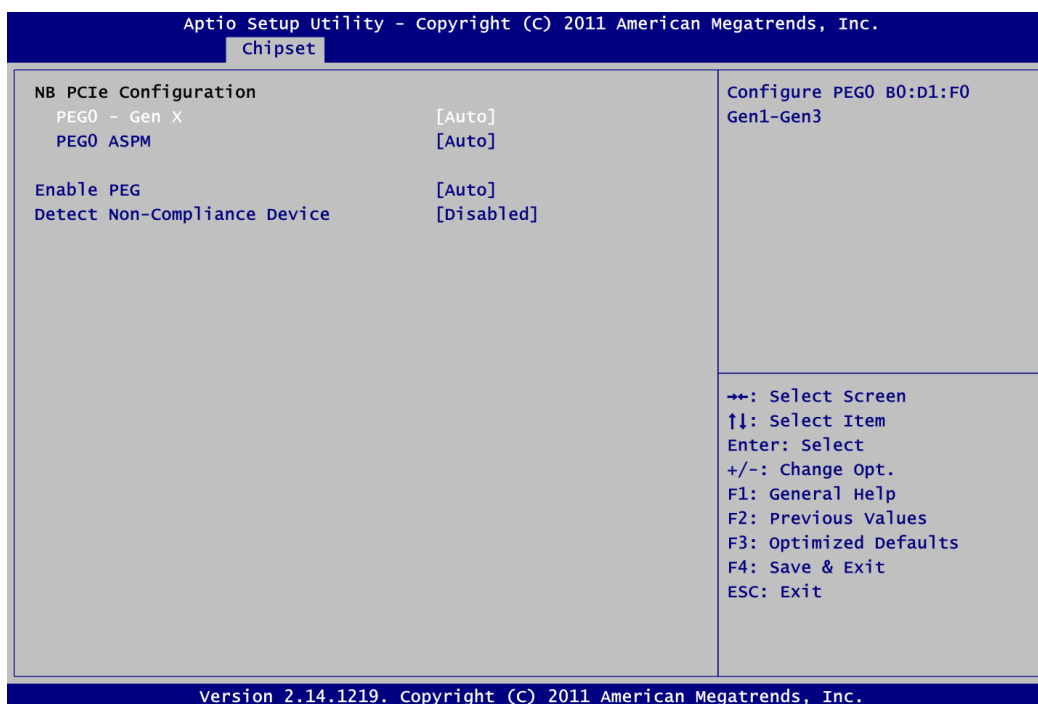 Aptio Setup Utility - Copyright (C) 2011 American Megatrends, Inc.
Chipset
NB PCIe Configuration
PEG0 - Gen X [Auto]
PEG0 ASPM [Auto]
Enable PEG [Auto]
Detect Non-Compliance Device [Disabled]
Configure PEG0 B0:D1:F0
Gen1-Gen3
→←: Select Screen
↑↓: Select Item
Enter: Select
+/-: Change Opt.
F1: General Help
F2: Previous Values
F3: Optimized Defaults
F4: Save & Exit
ESC: Exit
Version 2.14.1219. Copyright (C) 2011 American Megatrends, Inc.